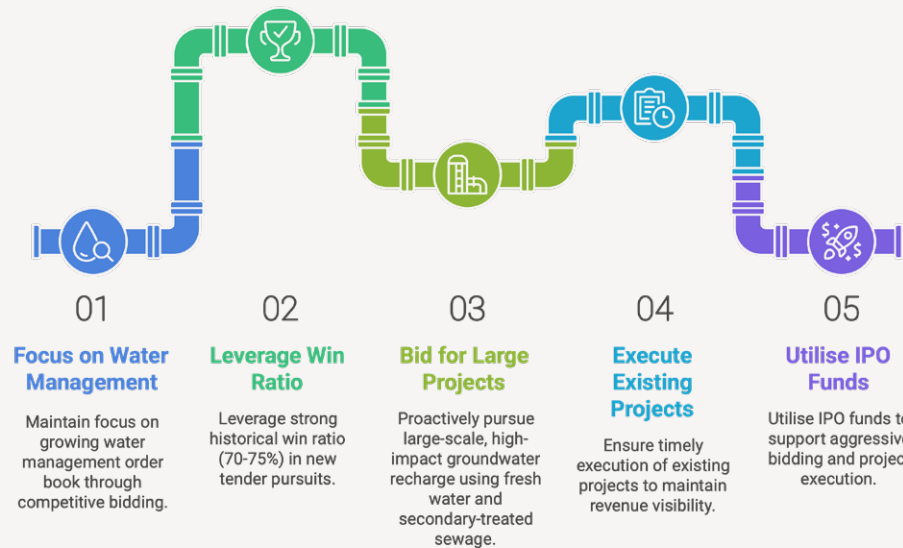 01
Focus on Water
Management
Maintain focus on
growing water
management order
book through
competitive bidding.
02
Leverage Win
Ratio
Leverage strong
historical win ratio
(70-75%) in new
tender pursuits.
03
Bid for Large
Projects
Proactively pursue
large-scale, high-
impact groundwater
recharge using fresh
water and
secondary-treated
sewage.
04
Execute
Existing
Projects
Ensure timely
execution of existing
projects to maintain
revenue visibility.
05
Utilise IPO
Funds
Utilise IPO funds to
support aggressive
bidding and project
execution.